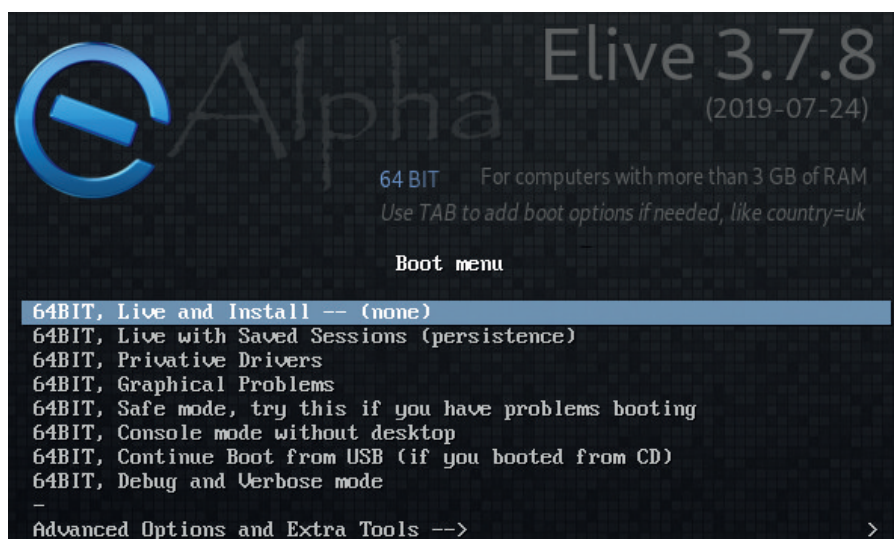 Elive 3.7.8
Alpha
(2019-07-24)
64 BIT For computers with more than 3 GB of RAM
Use TAB to add boot options if needed, like country=uk
Boot menu
64BIT, Live and Install -- (none)
64BIT, Live with Saved Sessions (persistence)
64BIT, Privative Drivers
64BIT, Graphical Problems
64BIT, Safe mode, try this if you have problems booting
64BIT, Console mode without desktop
64BIT, Continue Boot from USB (if you booted from CD)
64BIT, Debug and Verbose mode
-
Advanced Options and Extra Tools --> >